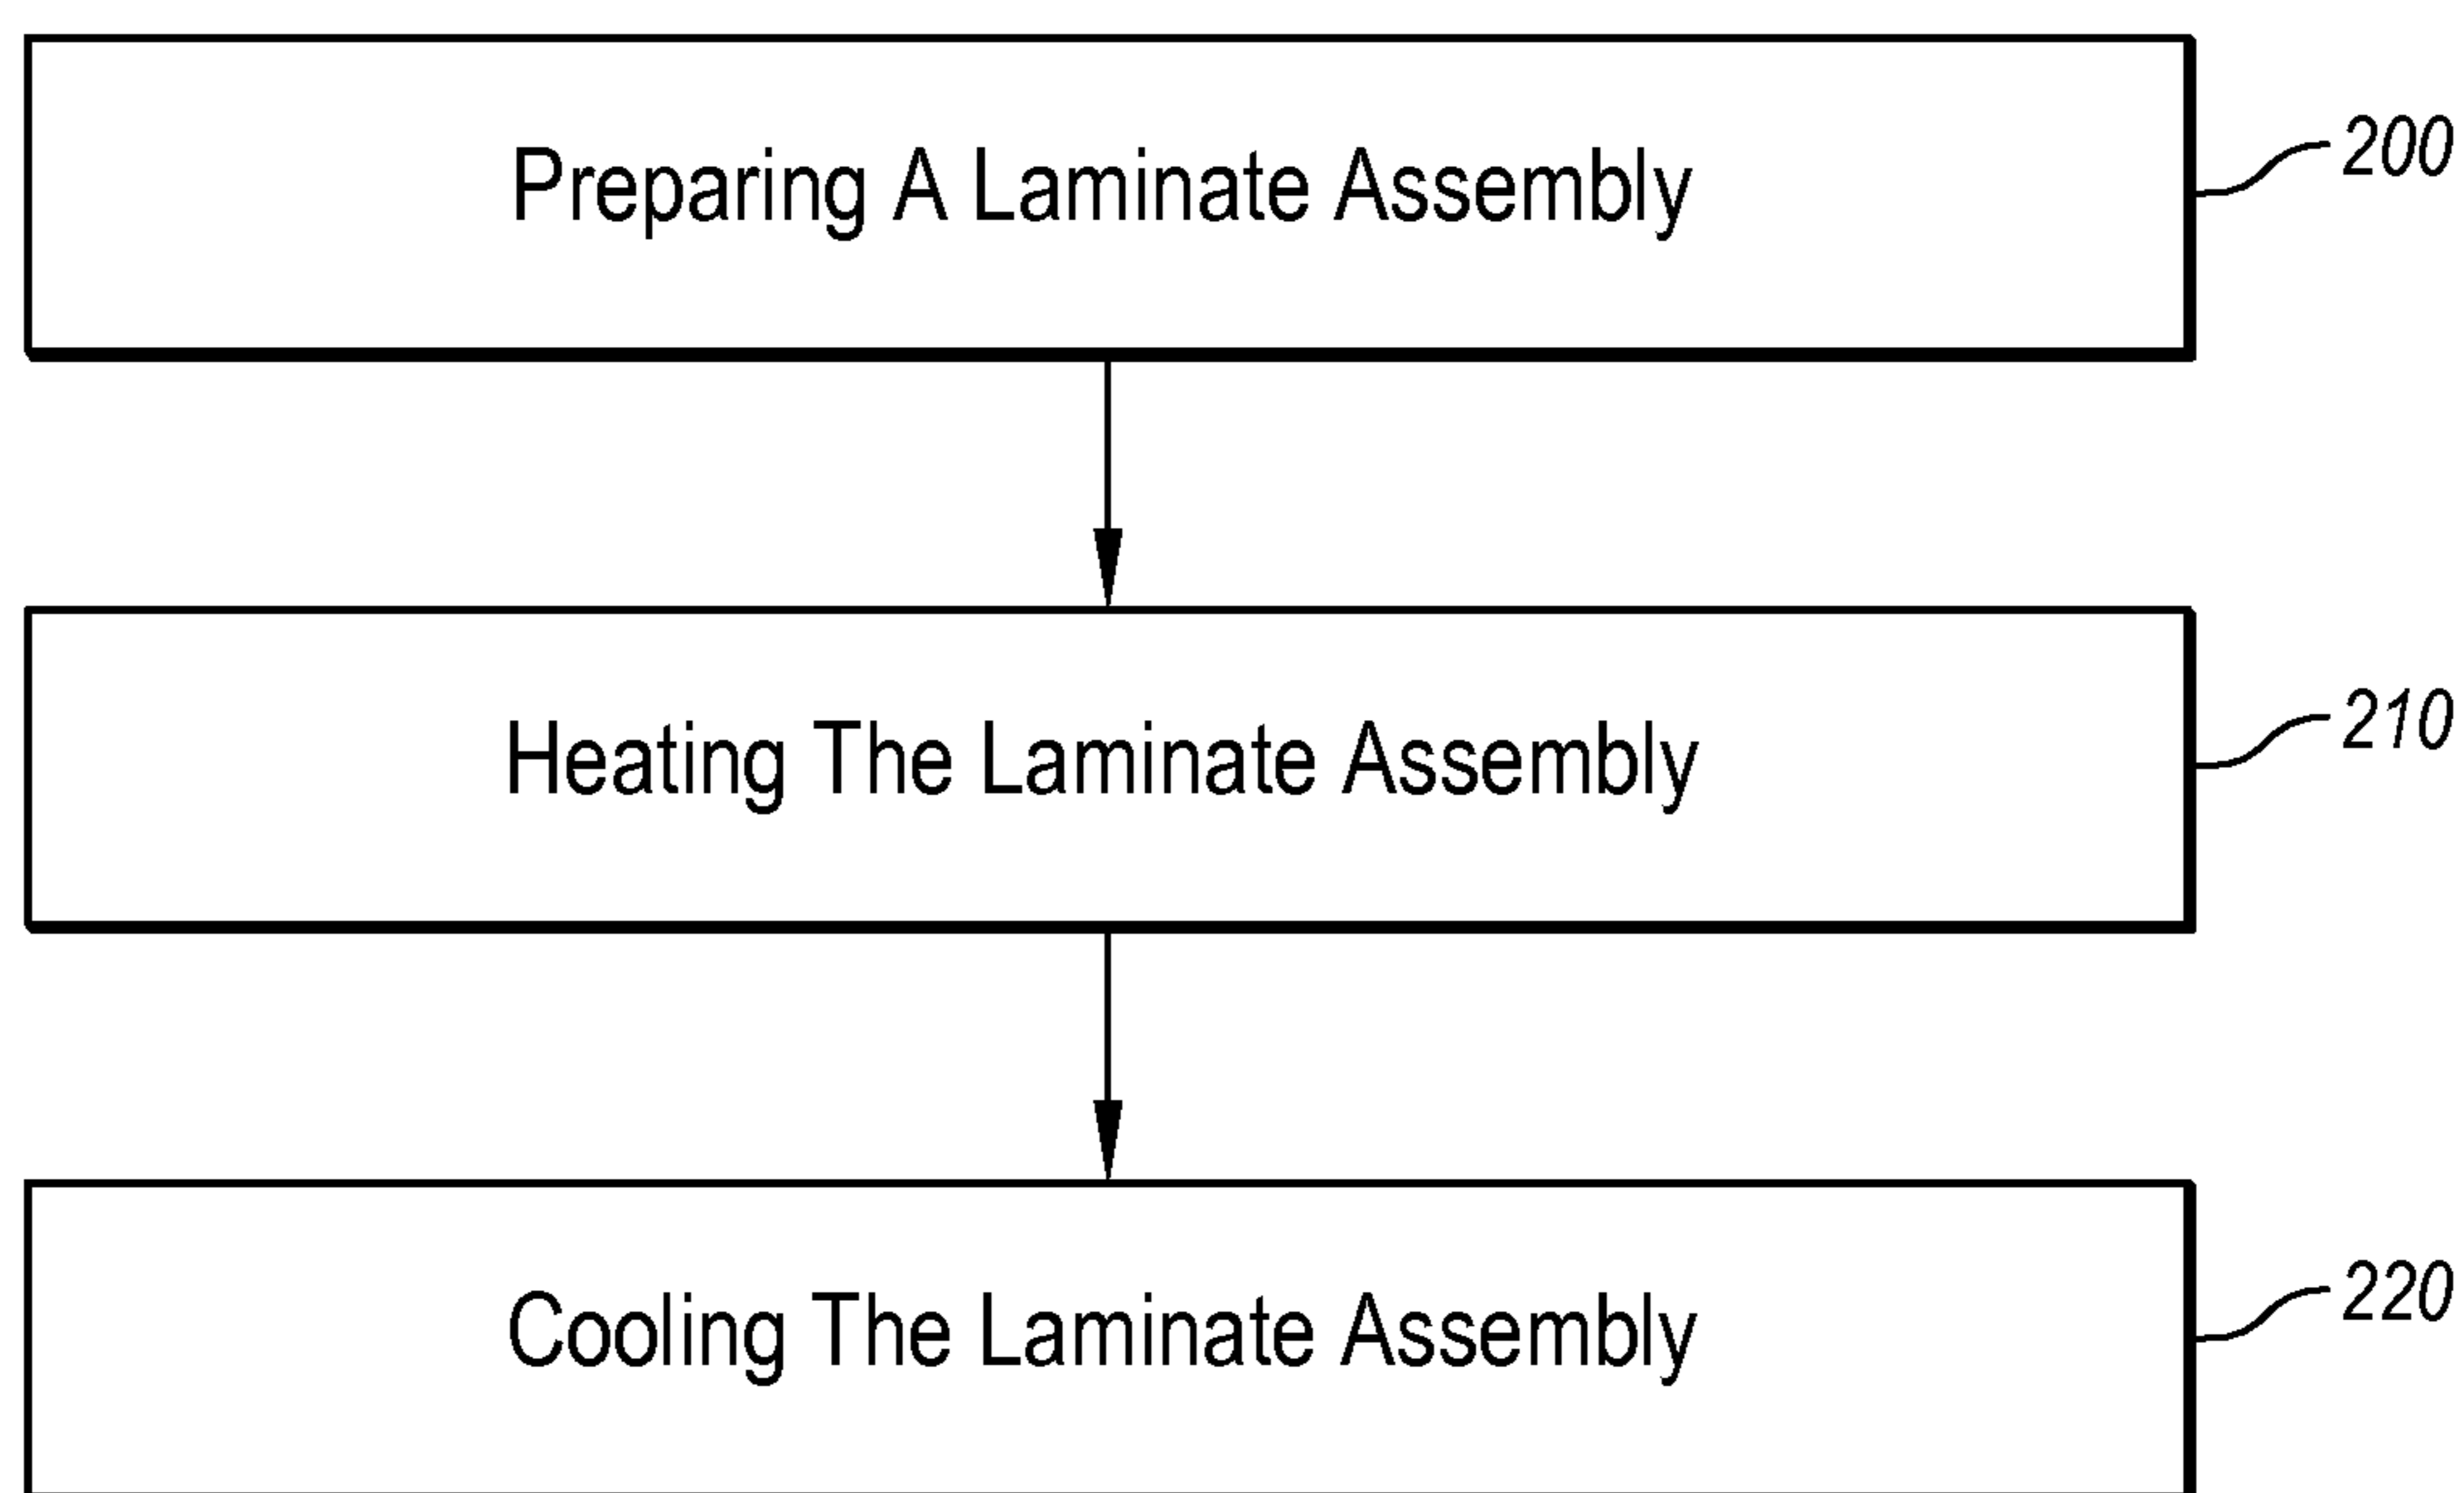 Preparing A Laminate Assembly
200
Heating The Laminate Assembly
210
Cooling The Laminate Assembly
220